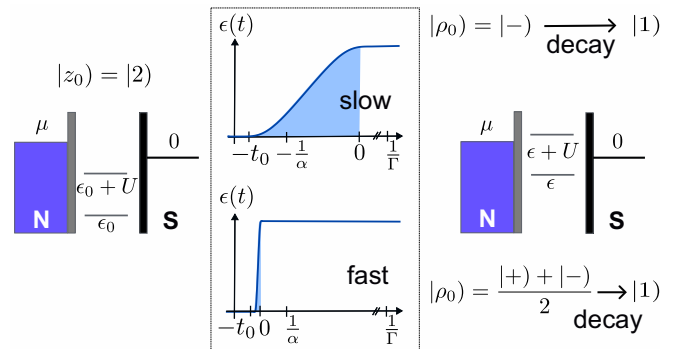 |z₀) = |2)
μ
0
ϵ₀ + U
ϵ₀
N
S
ϵ(t)
slow
−t₀ −1/α 0 1/Γ
ϵ(t)
fast
−t₀ 0 1/α 1/Γ
|ρ₀) = |−) decay |1)
μ
0
ϵ + U
ϵ
N
S
|ρ₀) = |+) + |−) / 2 → |1)
decay